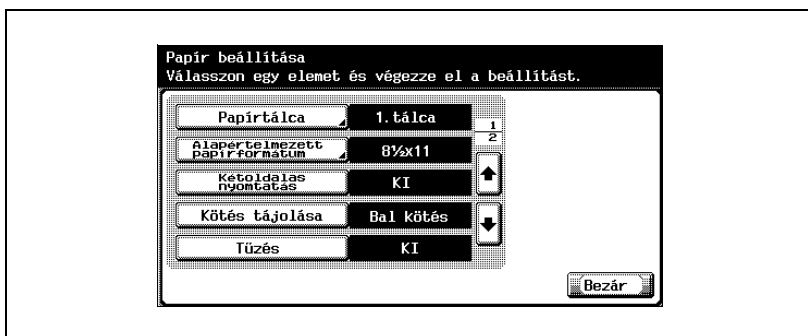 Papír beállítása
Válasszon egy elemet és végezze el a beállítást.
Papírtálca
1.tálca
1
2
Alapértelmezett
papírformátum
8½x11
Kétoldalas
nyomtatás
KI
Kötés tájolása
Bal kötés
Tűzés
KI
Bezár